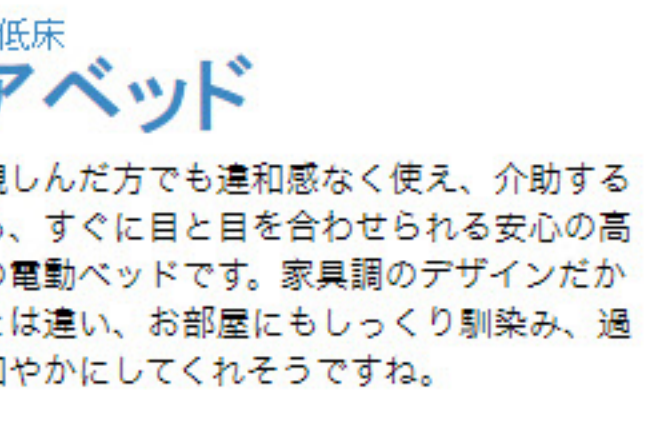 低床
アベッド
親しんだ方でも違和感なく使え、介助する
、すぐに目と目を合わせられる安心の高
の電動ベッドです。家具調のデザインだか
とは違い、お部屋にもしっくり馴染み、過
和やかにしてくれそうですね。